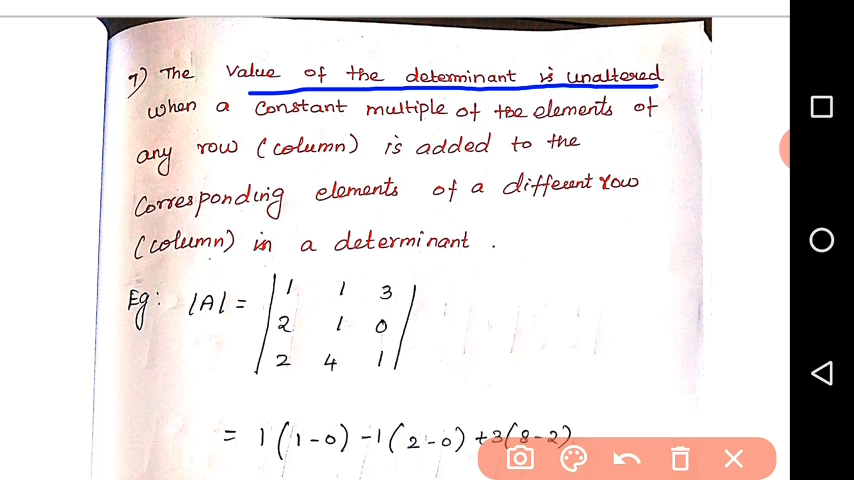 7) The value of the determinant is unaltered
when a constant multiple of the elements of
any row (column) is added to the
corresponding elements of a different row
(column) in a determinant.
Eg: |A| = | 1 1 3 |
| 2 1 0 |
| 2 4 1 |
= 1(1-0) -1(2-0) +3(8-2)